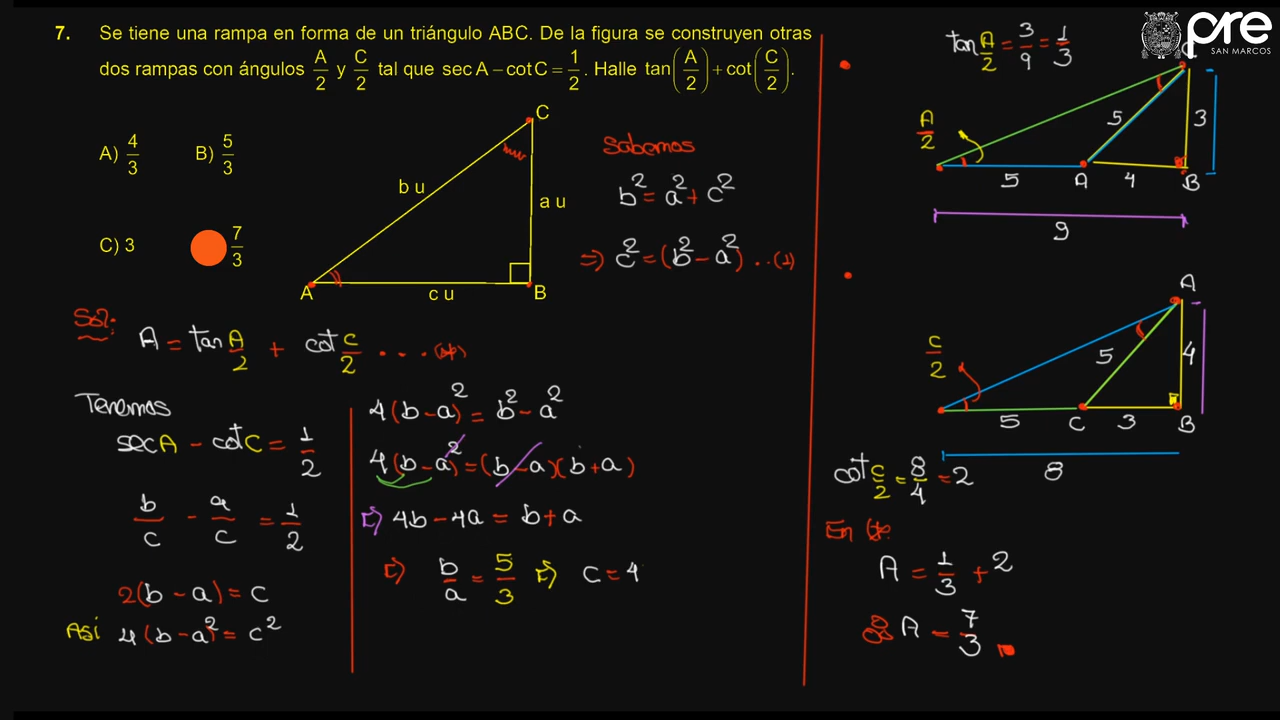 7. Se tiene una rampa en forma de un triángulo ABC. De la figura se construyen otras
dos rampas con ángulos A/2 y C/2 tal que sec A – cot C = 1/2. Halle tan(A/2) + cot(C/2).
A) 4/3 B) 5/3
C) 3 7/3
C
b u
a u
A
c u
B
Sabemos
b² = a² + c²
⇒ c² = (b² – a²) ..(1)
Sol:
A = tan A/2 + cot C/2 .... (*)
Tenemos
secA – cotC = 1/2
b/c – a/c = 1/2
2(b – a) = c
Así 4(b – a)² = c²
4(b – a)² = b² – a²
4(b – a)² = (b – a)(b + a)
⇒ 4b – 4a = b + a
⇒ b/a = 5/3 ⇒ c = 4
pre
SAN MARCOS
tan A/2 = 3/9 = 1/3
C
A/2
5
3
5
A
4
B
9
A
C/2
5
4
5
C
3
B
8
cot C/2 = 8/4 = 2
En (*)
A = 1/3 + 2
∴ A = 7/3